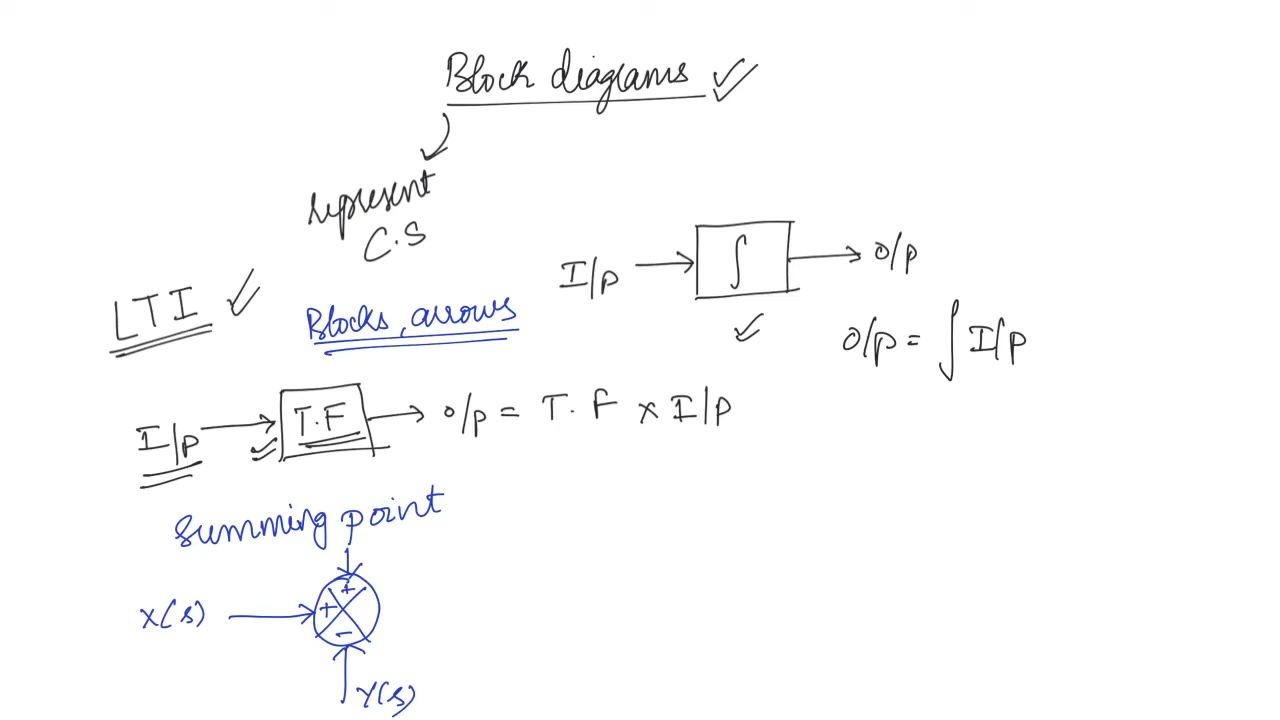 Block diagrams
represent
C.S
I/p → ∫ → o/p
LTI
Blocks, arrows
o/p = ∫ I/p
I/p → T.F → o/p = T.F × I/p
Summing point
+
X(s) +
-
Y(s)